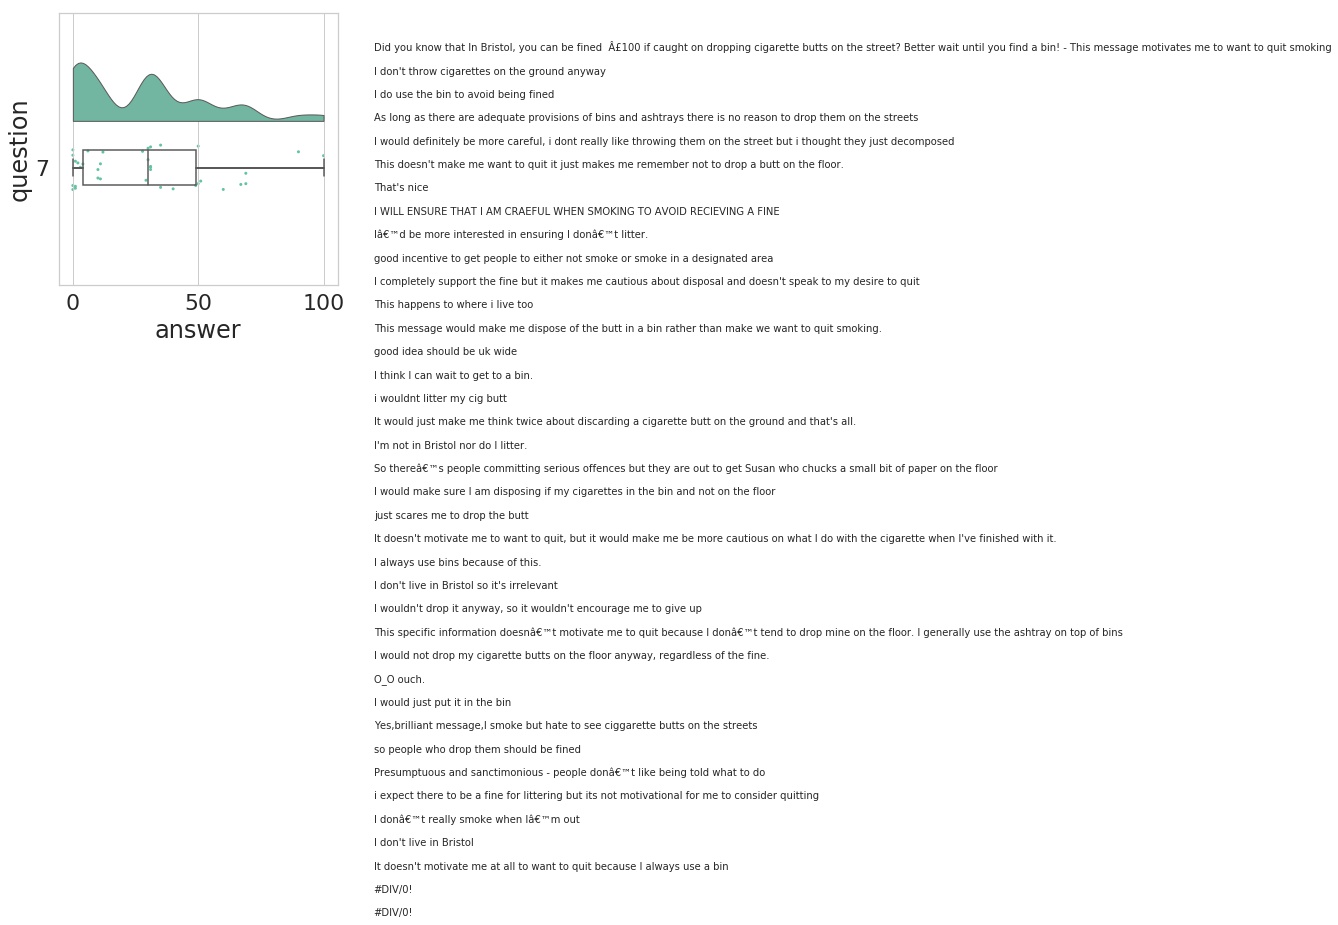 Did you know that In Bristol, you can be fined  Â£100 if caught on dropping cigarette butts on the street? Better wait until you find a bin! - This message motivates me to want to quit smoking
I don't throw cigarettes on the ground anyway
I do use the bin to avoid being fined
As long as there are adequate provisions of bins and ashtrays there is no reason to drop them on the streets
I would definitely be more careful, i dont really like throwing them on the street but i thought they just decomposed
This doesn't make me want to quit it just makes me remember not to drop a butt on the floor.
That's nice
I WILL ENSURE THAT I AM CRAEFUL WHEN SMOKING TO AVOID RECIEVING A FINE
Iâ€™d be more interested in ensuring I donâ€™t litter.
good incentive to get people to either not smoke or smoke in a designated area
I completely support the fine but it makes me cautious about disposal and doesn't speak to my desire to quit
This happens to where i live too
This message would make me dispose of the butt in a bin rather than make we want to quit smoking.
good idea should be uk wide
I think I can wait to get to a bin.
i wouldnt litter my cig butt
It would just make me think twice about discarding a cigarette butt on the ground and that's all.
I'm not in Bristol nor do I litter.
So thereâ€™s people committing serious offences but they are out to get Susan who chucks a small bit of paper on the floor
I would make sure I am disposing if my cigarettes in the bin and not on the floor
just scares me to drop the butt
It doesn't motivate me to want to quit, but it would make me be more cautious on what I do with the cigarette when I've finished with it.
I always use bins because of this.
I don't live in Bristol so it's irrelevant
I wouldn't drop it anyway, so it wouldn't encourage me to give up
This specific information doesnâ€™t motivate me to quit because I donâ€™t tend to drop mine on the floor. I generally use the ashtray on top of bins
I would not drop my cigarette butts on the floor anyway, regardless of the fine.
O_O ouch.
I would just put it in the bin
Yes,brilliant message,I smoke but hate to see ciggarette butts on the streets
so people who drop them should be fined
Presumptuous and sanctimonious - people donâ€™t like being told what to do
i expect there to be a fine for littering but its not motivational for me to consider quitting
I donâ€™t really smoke when Iâ€™m out
I don't live in Bristol
It doesn't motivate me at all to want to quit because I always use a bin
#DIV/0!
#DIV/0!
question
7
0 50 100
answer